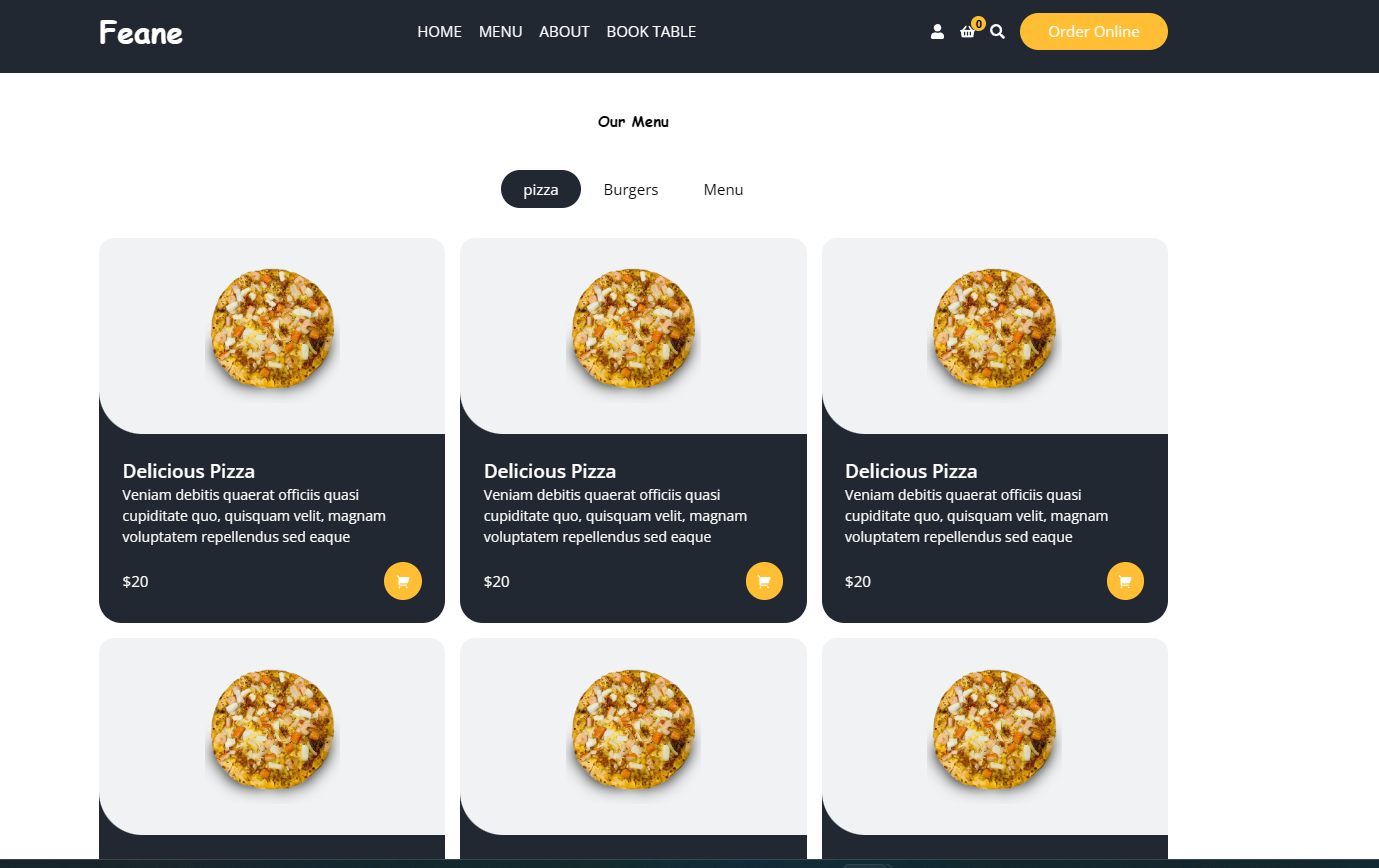 Feane
HOME MENU ABOUT BOOK TABLE
0
Order Online
Our Menu
pizza Burgers Menu
Delicious Pizza
Veniam debitis quaerat officiis quasi
cupiditate quo, quisquam velit, magnam
voluptatem repellendus sed eaque
$20
Delicious Pizza
Veniam debitis quaerat officiis quasi
cupiditate quo, quisquam velit, magnam
voluptatem repellendus sed eaque
$20
Delicious Pizza
Veniam debitis quaerat officiis quasi
cupiditate quo, quisquam velit, magnam
voluptatem repellendus sed eaque
$20